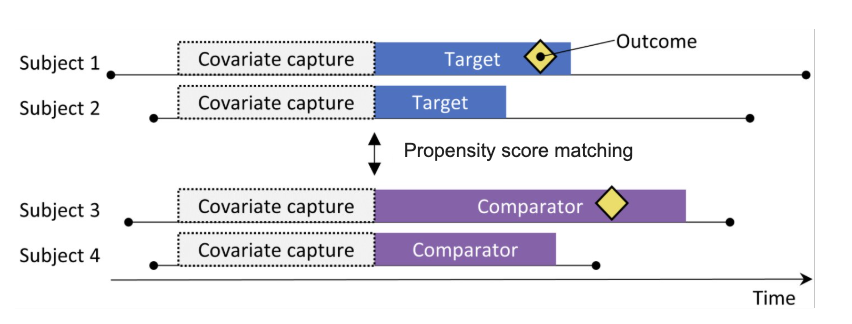 Outcome
Subject 1 Covariate capture Target
Subject 2 Covariate capture Target
Propensity score matching
Subject 3 Covariate capture Comparator
Subject 4 Covariate capture Comparator
Time